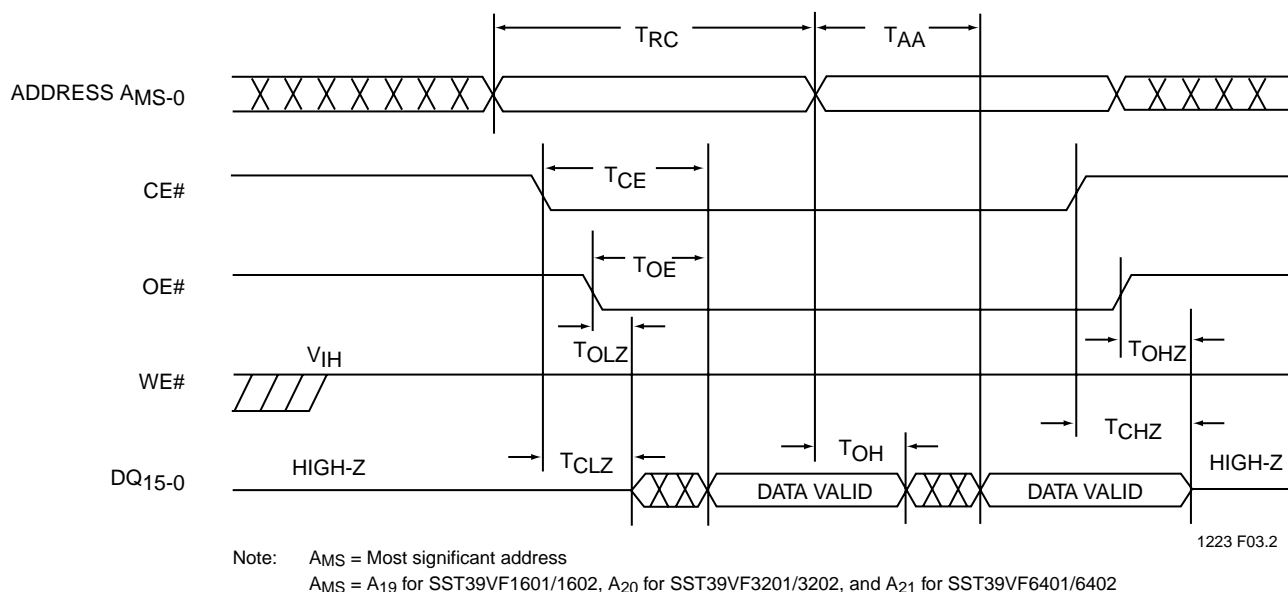 TRC
TAA
ADDRESS AMS-0
TCE
CE#
TOE
OE#
TOLZ
TOHZ
VIH
WE#
TCHZ
TOH
HIGH-Z
TCLZ
HIGH-Z
DQ15-0
DATA VALID
DATA VALID
1223 F03.2
Note: AMS = Most significant address
AMS = A19 for SST39VF1601/1602, A20 for SST39VF3201/3202, and A21 for SST39VF6401/6402